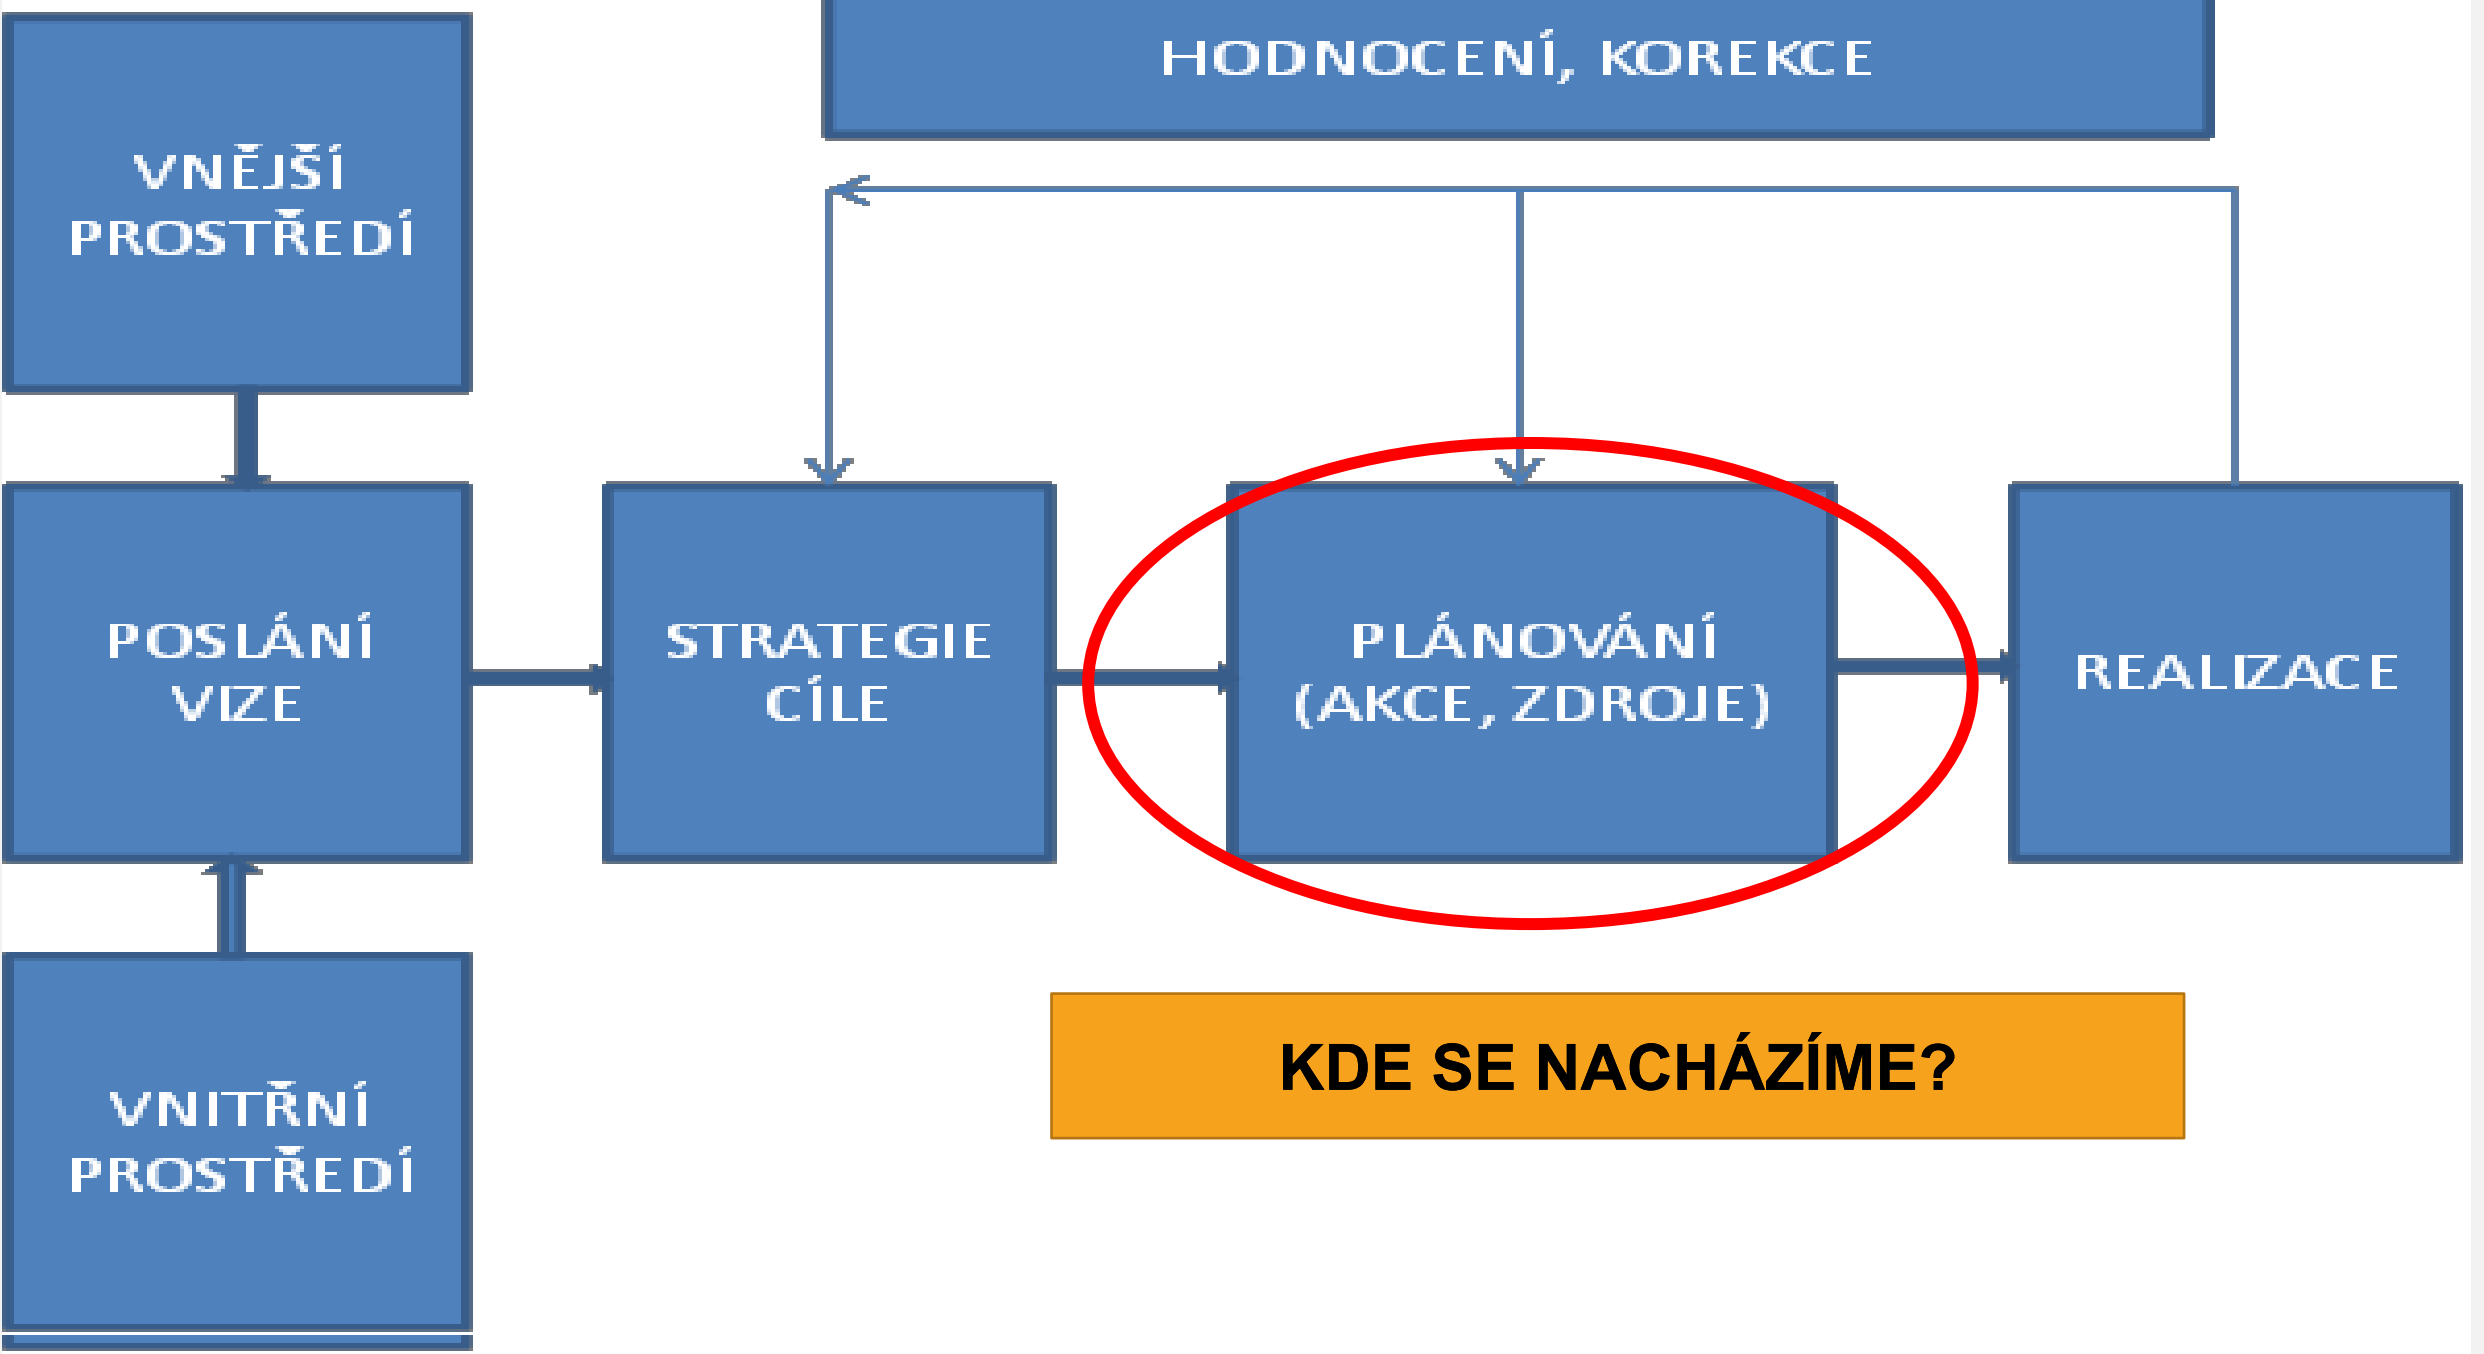 HODNOCENÍ, KOREKCE
VNĚJŠÍ
PROSTŘEDÍ
POSLÁNÍ
VIZE
STRATEGIE
CÍLE
PLÁNOVÁNÍ
(AKCE, ZDROJE)
REALIZACE
VNITŘNÍ
PROSTŘEDÍ
KDE SE NACHÁZÍME?